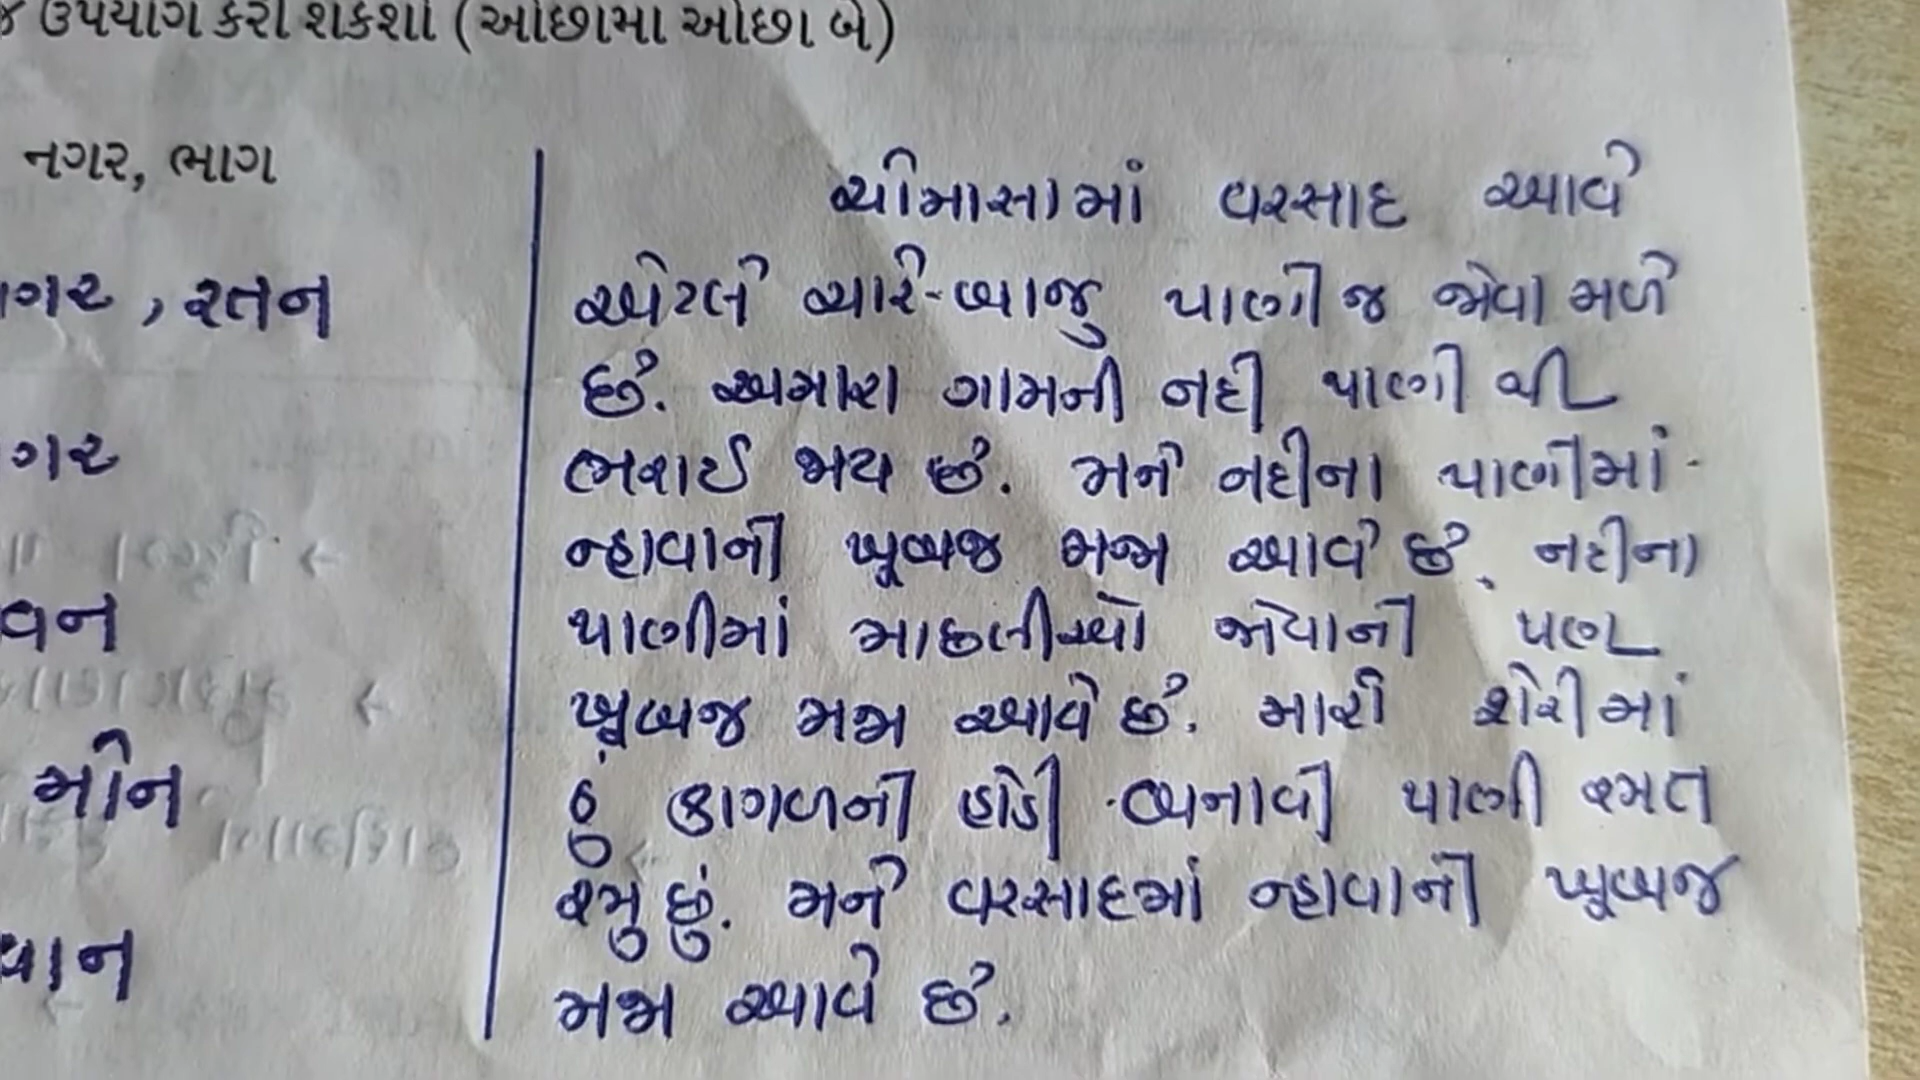 ઉપયોગ કરી શકશો (ઓછામાં ઓછા બે)
નગર, ભાગ
ગર, રતન
ગર
વન
મીન
ધાન
ચોમાસામાં વરસાદ આવે
એટલે ચારે-બાજુ પાણી જ જોવા મળે
છે. અમારા ગામની નદી પાણી થી
ભરાઈ જાય છે. મને નદીના પાણીમાં
ન્હાવાની ખૂબજ મજા આવે છે. નદીના
પાણીમાં માછલીઓ જોવાની પણ
ખૂબજ મજા આવે છે. મારી શેરીમાં
હું કાગળની હોડી બનાવી પાણી રમત
રમુ છું. મને વરસાદમાં ન્હાવાની ખૂબજ
મજા આવે છે.